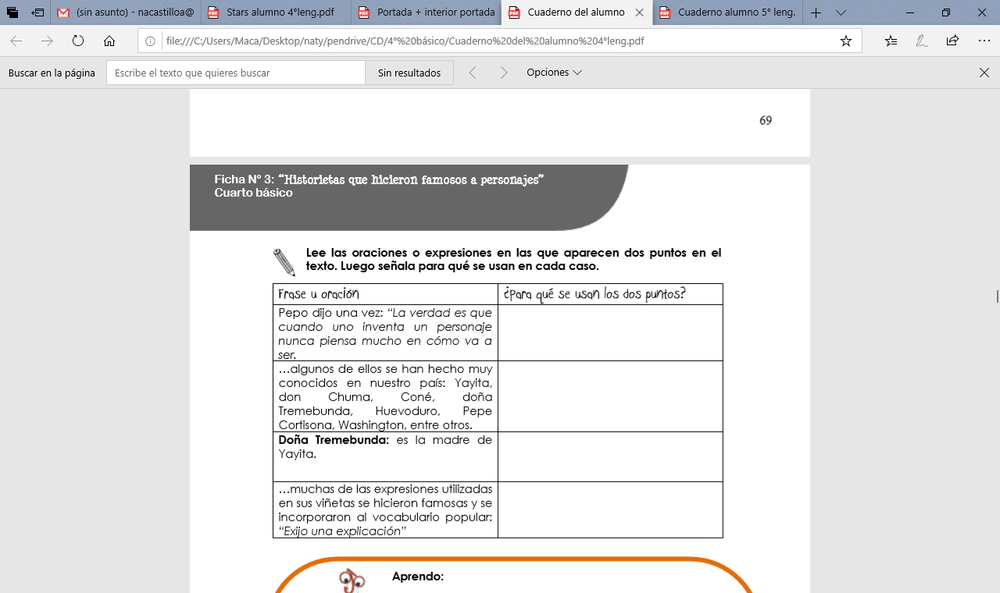 (sin asunto) - nacastilloa@
Stars alumno 4°leng.pdf
Portada + interior portada
Cuaderno del alumno
Cuaderno alumno 5° leng.
file:///C:/Users/Maca/Desktop/naty/pendrive/CD/4°%20básico/Cuaderno%20del%20alumno%204°leng.pdf
Buscar en la página
Escribe el texto que quieres buscar
Sin resultados
Opciones
69
Ficha N° 3: “Historietas que hicieron famosos a personajes”
Cuarto básico
Lee las oraciones o expresiones en las que aparecen dos puntos en el
texto. Luego señala para qué se usan en cada caso.
Frase u oración
¿Para qué se usan los dos puntos?
Pepo dijo una vez: “La verdad es que
cuando uno inventa un personaje
nunca piensa mucho en cómo va a
ser.
…algunos de ellos se han hecho muy
conocidos en nuestro país: Yayita,
don Chuma, Coné, doña
Tremebunda, Huevoduro, Pepe
Cortisona, Washington, entre otros.
Doña Tremebunda: es la madre de
Yayita.
…muchas de las expresiones utilizadas
en sus viñetas se hicieron famosas y se
incorporaron al vocabulario popular:
“Exijo una explicación”
Aprendo: